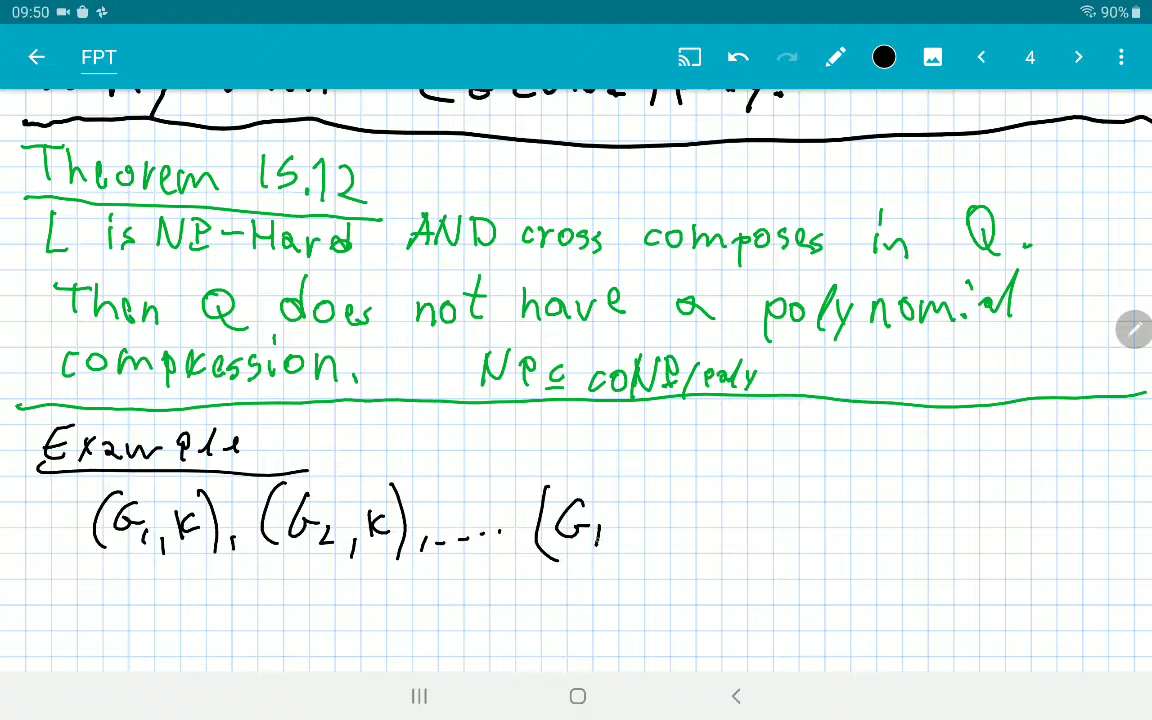 09:50 90%
FPT 4
Theorem 15.12
L is NP-Hard AND cross composes in Q.
Then Q does not have a polynomial
compression. NP ⊆ coNP/poly
Example
(G₁, K), (G₂, K), .... (G₁